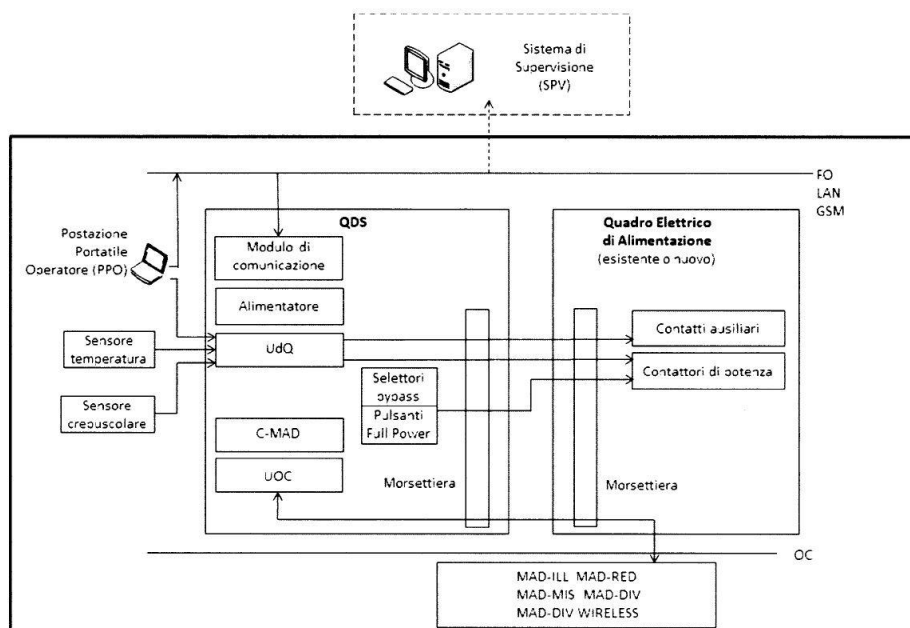 Sistema di
Supervisione
(SPV)
FO
LAN
GSM
Postazione
Portatile
Operatore (PPO)
QDS
Modulo di
comunicazione
Alimentatore
UdQ
Selettori
bypass
Pulsanti
Full Power
C-MAD
UOC
Morsettiera
Sensore
temperatura
Sensore
crepuscolare
Quadro Elettrico
di Alimentazione
(esistente o nuovo)
Contatti ausiliari
Contattori di potenza
Morsettiera
OC
MAD-ILL MAD-RED
MAD-MIS MAD-DIV
MAD-DIV WIRELESS